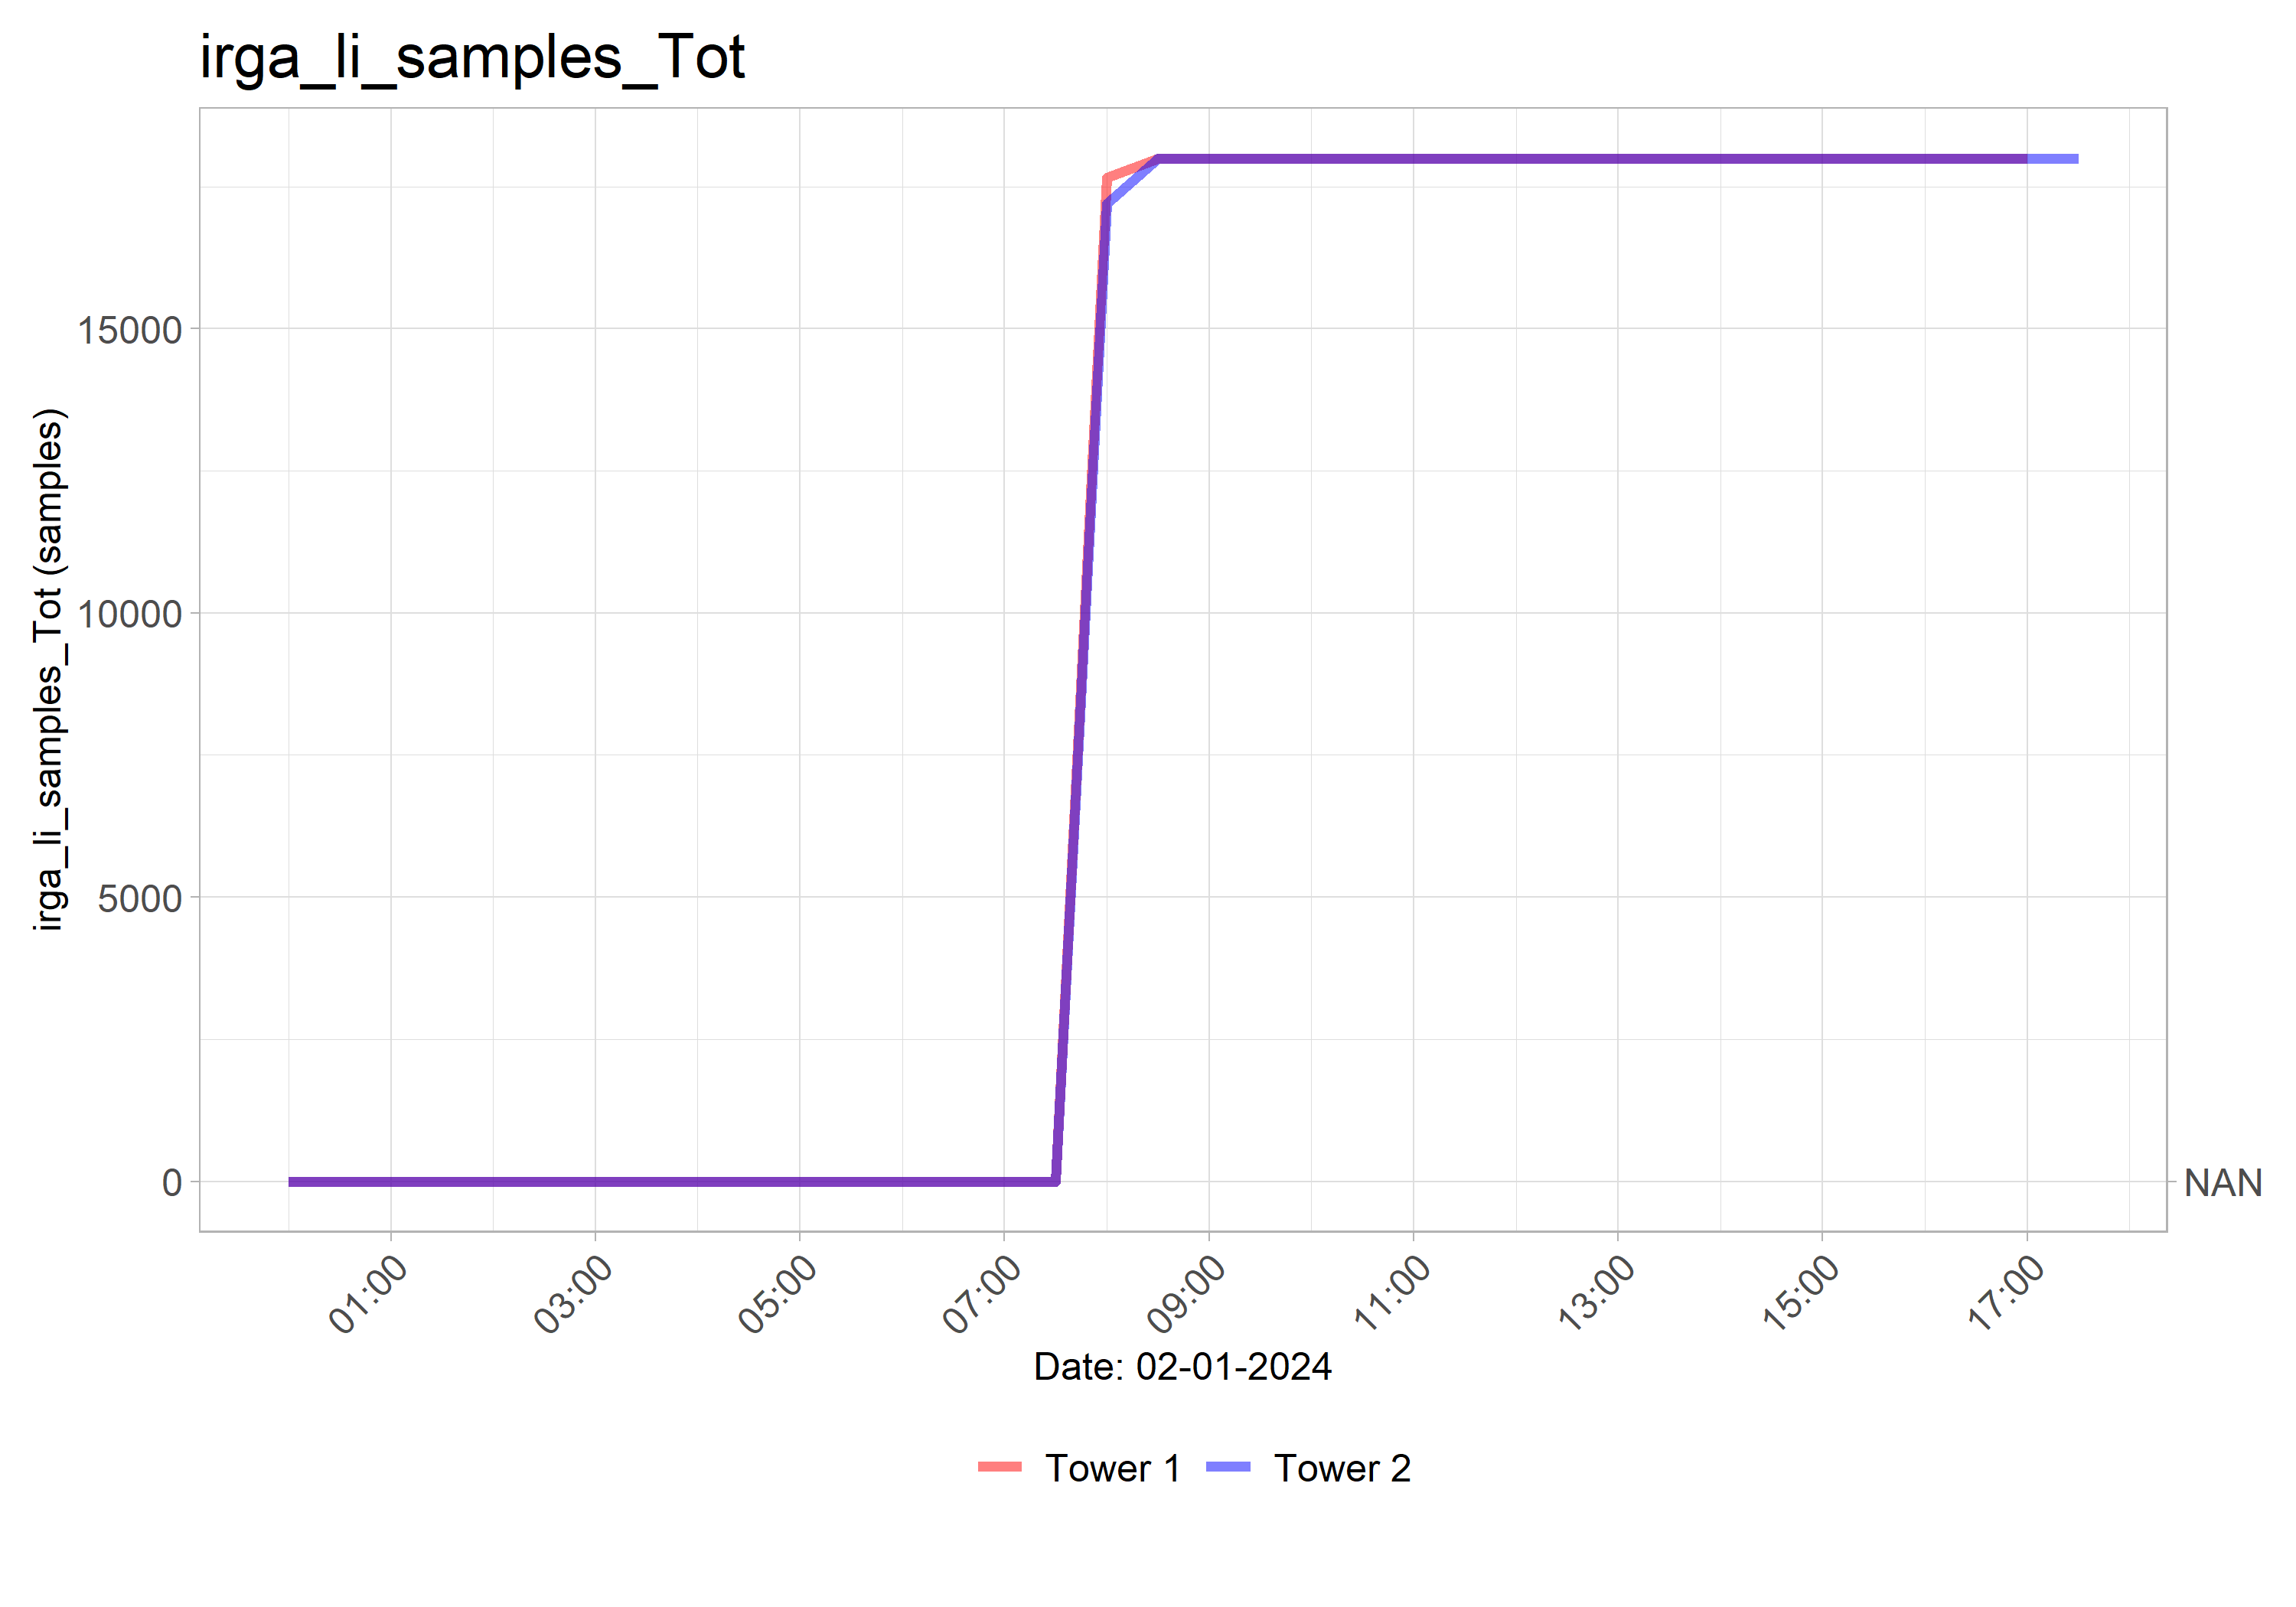 irga_li_samples_Tot
irga_li_samples_Tot (samples)
15000
10000
5000
0
NAN
01:00
03:00
05:00
07:00
09:00
11:00
13:00
15:00
17:00
Date: 02-01-2024
Tower 1
Tower 2